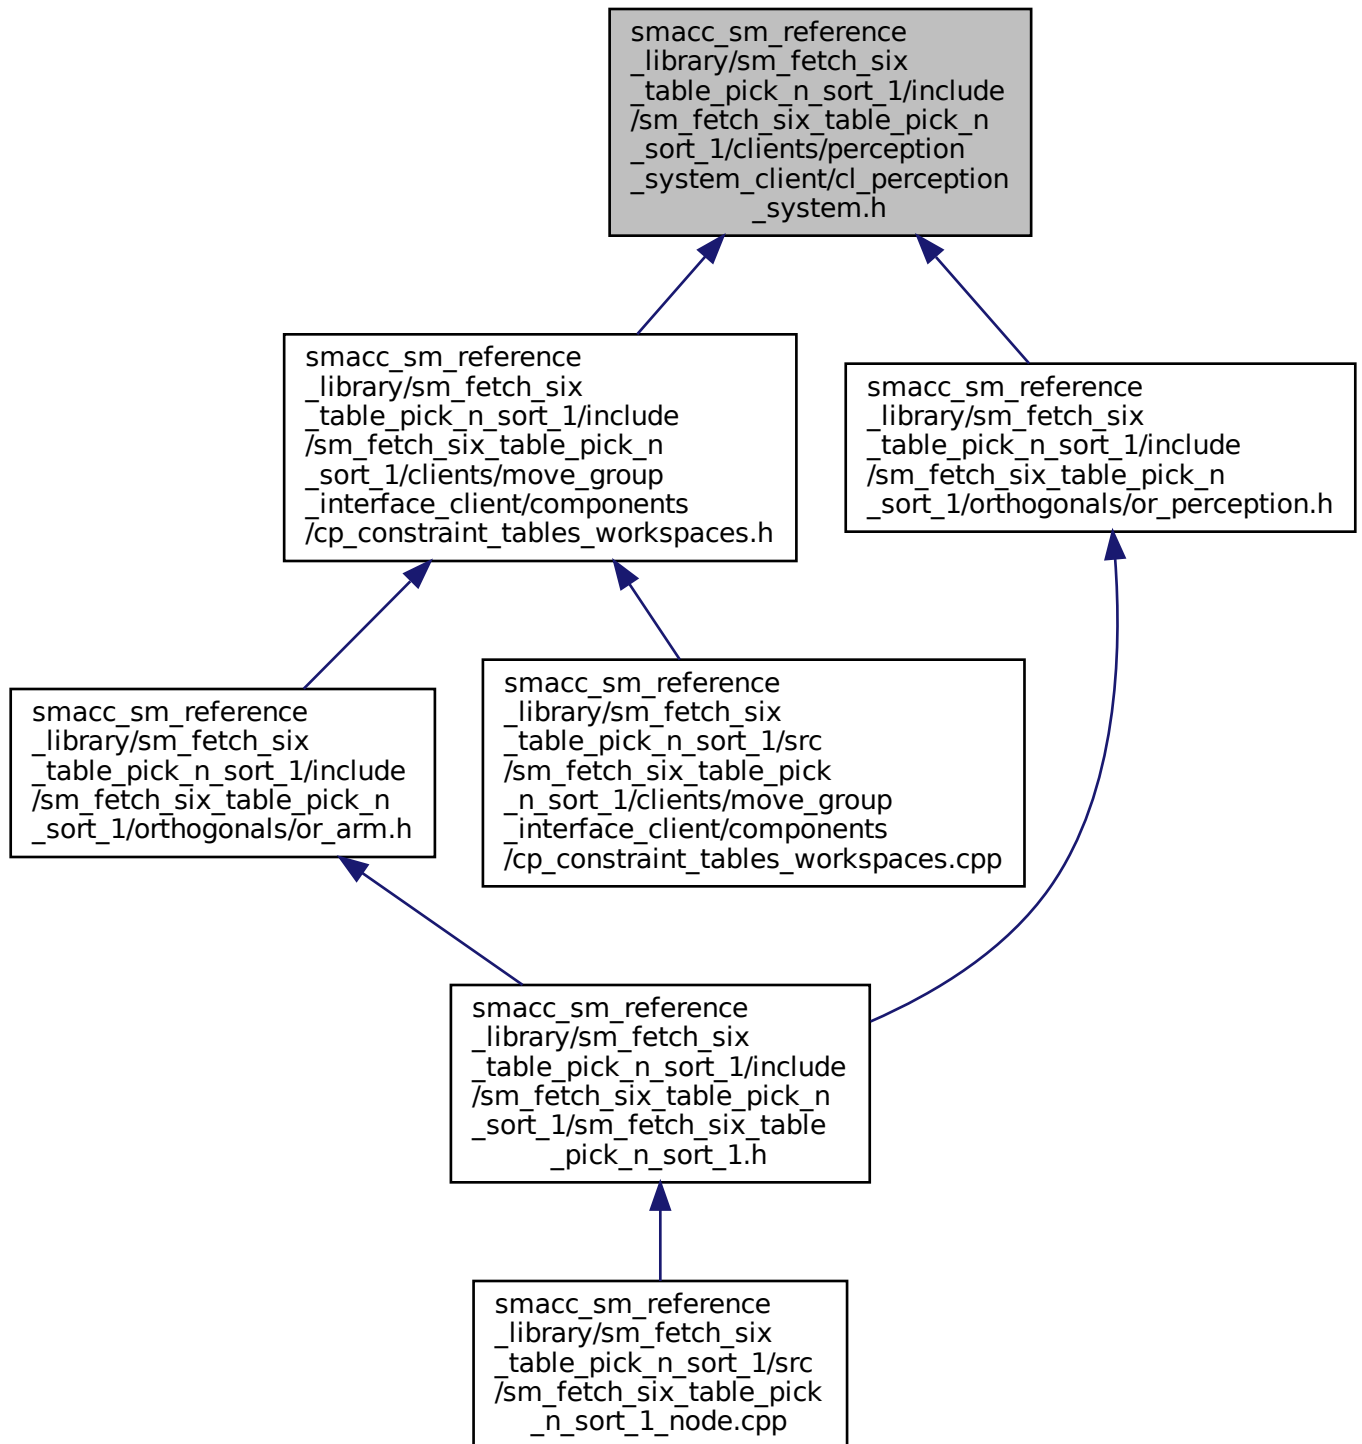 smacc_sm_reference
_library/sm_fetch_six
_table_pick_n_sort_1/include
/sm_fetch_six_table_pick_n
_sort_1/clients/perception
_system_client/cl_perception
_system.h
smacc_sm_reference
_library/sm_fetch_six
_table_pick_n_sort_1/include
/sm_fetch_six_table_pick_n
_sort_1/clients/move_group
_interface_client/components
/cp_constraint_tables_workspaces.h
smacc_sm_reference
_library/sm_fetch_six
_table_pick_n_sort_1/include
/sm_fetch_six_table_pick_n
_sort_1/orthogonals/or_perception.h
smacc_sm_reference
_library/sm_fetch_six
_table_pick_n_sort_1/include
/sm_fetch_six_table_pick_n
_sort_1/orthogonals/or_arm.h
smacc_sm_reference
_library/sm_fetch_six
_table_pick_n_sort_1/src
/sm_fetch_six_table_pick
_n_sort_1/clients/move_group
_interface_client/components
/cp_constraint_tables_workspaces.cpp
smacc_sm_reference
_library/sm_fetch_six
_table_pick_n_sort_1/include
/sm_fetch_six_table_pick_n
_sort_1/sm_fetch_six_table
_pick_n_sort_1.h
smacc_sm_reference
_library/sm_fetch_six
_table_pick_n_sort_1/src
/sm_fetch_six_table_pick
_n_sort_1_node.cpp